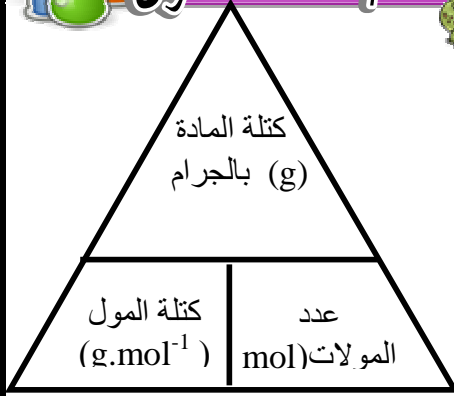 كتلة المادة
بالجرام (g)
عدد
المولات(mol
كتلة المول
(g.mol⁻¹ )